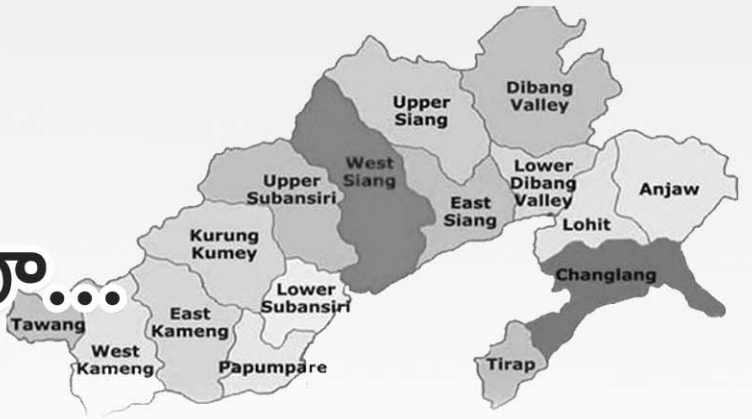 Dibang
Valley
Upper
Siang
West
Siang
Lower
Dibang
Valley
Anjaw
Upper
Subansiri
East
Siang
Lohit
Kurung
Kumey
Changlang
Lower
Subansiri
...
Tawang
East
Kameng
West
Kameng
Papumpare
Tirap